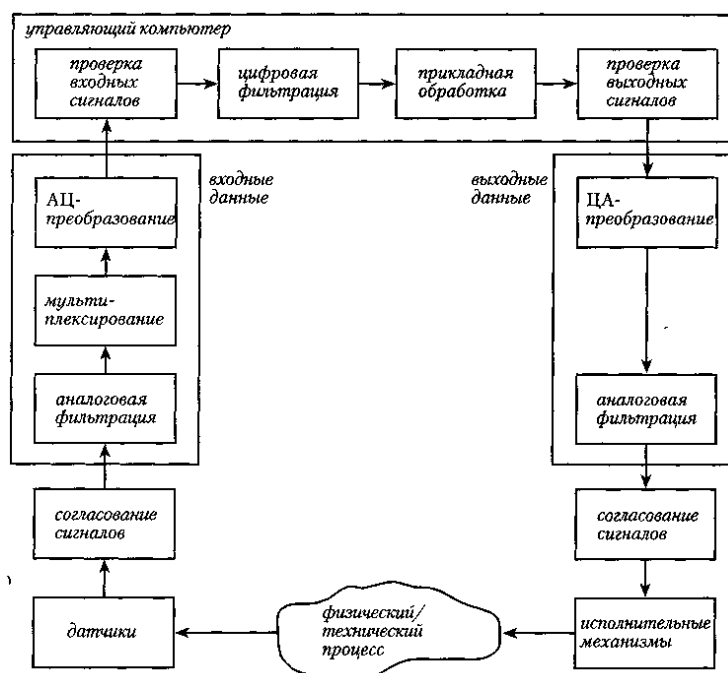 управляющий компьютер
проверка
входных
сигналов
цифровая
фильтрация
прикладная
обработка
проверка
выходных
сигналов
входные
данные
выходные
данные
АЦ-
преобразование
ЦА-
преобразование
мульти-
плексирование
аналоговая
фильтрация
аналоговая
фильтрация
согласование
сигналов
согласование
сигналов
датчики
физический/
технический
процесс
исполнительные
механизмы